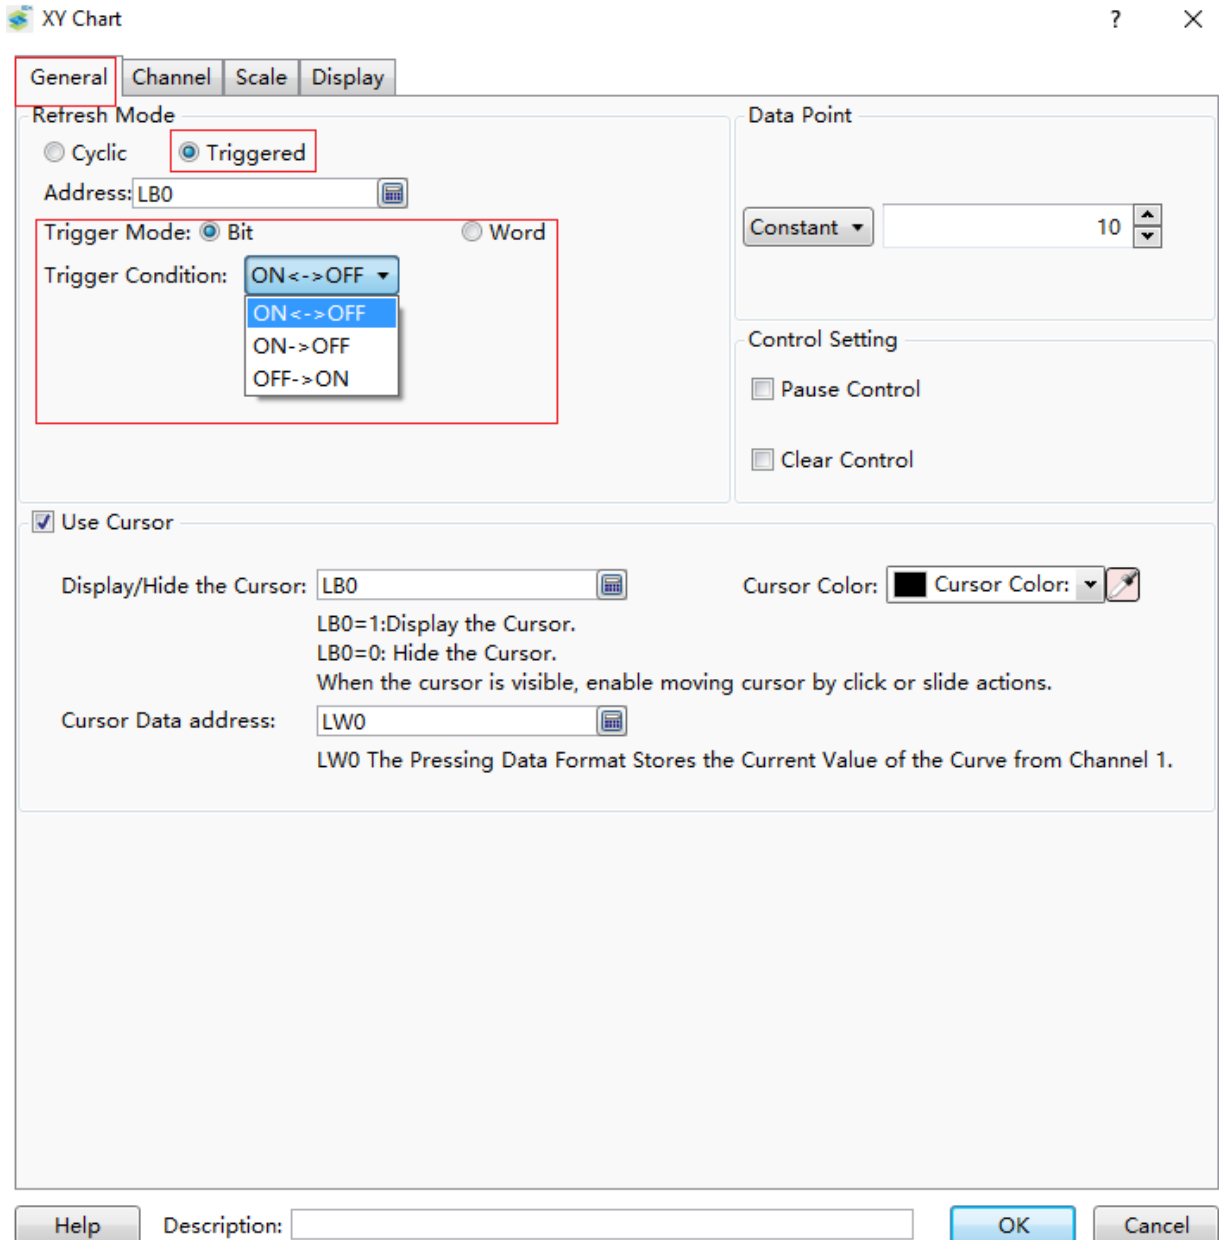 XY Chart
?
General Channel Scale Display
Refresh Mode
Cyclic Triggered
Address: LB0
Trigger Mode: Bit Word
Trigger Condition: ON<->OFF
ON<->OFF
ON->OFF
OFF->ON
Data Point
Constant 10
Control Setting
Pause Control
Clear Control
Use Cursor
Display/Hide the Cursor: LB0
Cursor Color: Cursor Color:
LB0=1:Display the Cursor.
LB0=0: Hide the Cursor.
When the cursor is visible, enable moving cursor by click or slide actions.
Cursor Data address: LW0
LW0 The Pressing Data Format Stores the Current Value of the Curve from Channel 1.
Help Description: OK Cancel